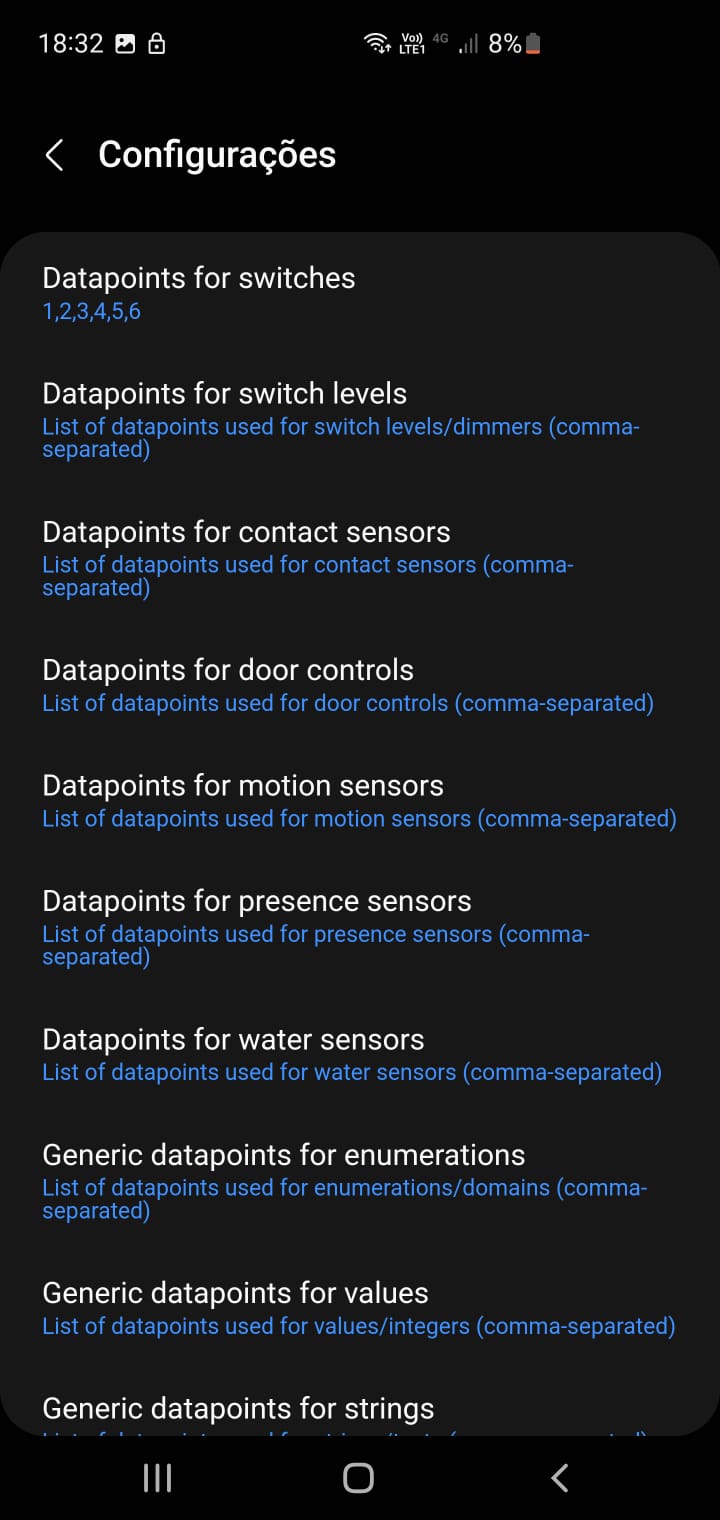 18:32 Vo)) LTE1 4G 8%
Configurações
Datapoints for switches
1,2,3,4,5,6
Datapoints for switch levels
List of datapoints used for switch levels/dimmers (comma-
separated)
Datapoints for contact sensors
List of datapoints used for contact sensors (comma-
separated)
Datapoints for door controls
List of datapoints used for door controls (comma-separated)
Datapoints for motion sensors
List of datapoints used for motion sensors (comma-separated)
Datapoints for presence sensors
List of datapoints used for presence sensors (comma-
separated)
Datapoints for water sensors
List of datapoints used for water sensors (comma-separated)
Generic datapoints for enumerations
List of datapoints used for enumerations/domains (comma-
separated)
Generic datapoints for values
List of datapoints used for values/integers (comma-separated)
Generic datapoints for strings